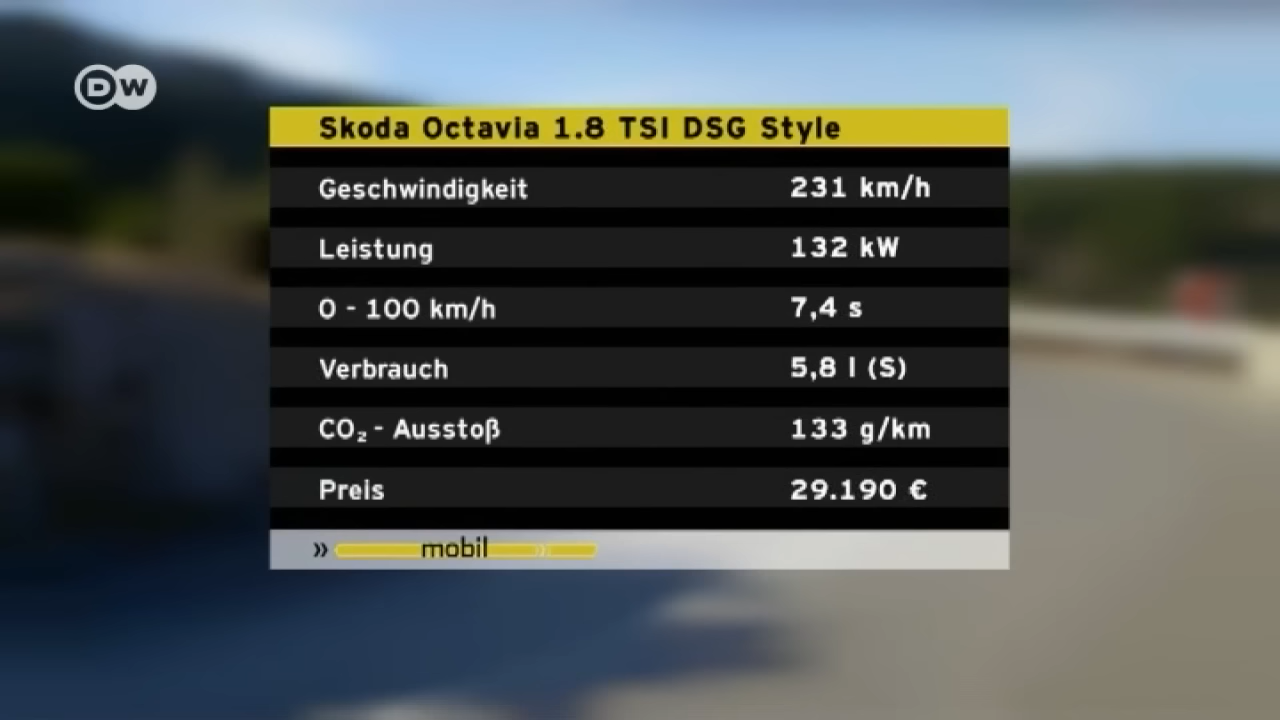 DW
Skoda Octavia 1.8 TSI DSG Style
Geschwindigkeit 231 km/h
Leistung 132 kW
0 - 100 km/h 7,4 s
Verbrauch 5,8 l (S)
CO₂ - Ausstoß 133 g/km
Preis 29.190 €
» mobil »